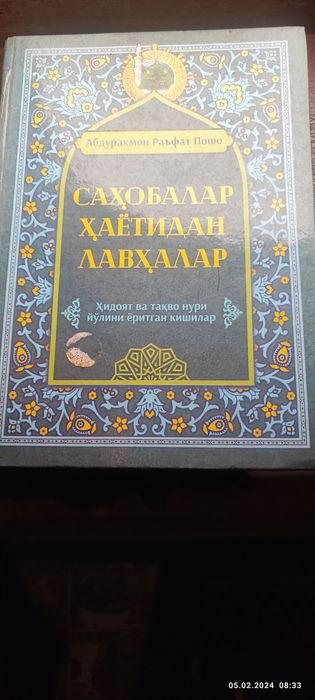 Абдураҳмон Раъфат Пошо
САҲОБАЛАР
ҲАЁТИДАН
ЛАВҲАЛАР
Ҳидоят ва тақво нури
йўлини ёритган кишилар
05.02.2024 08:33